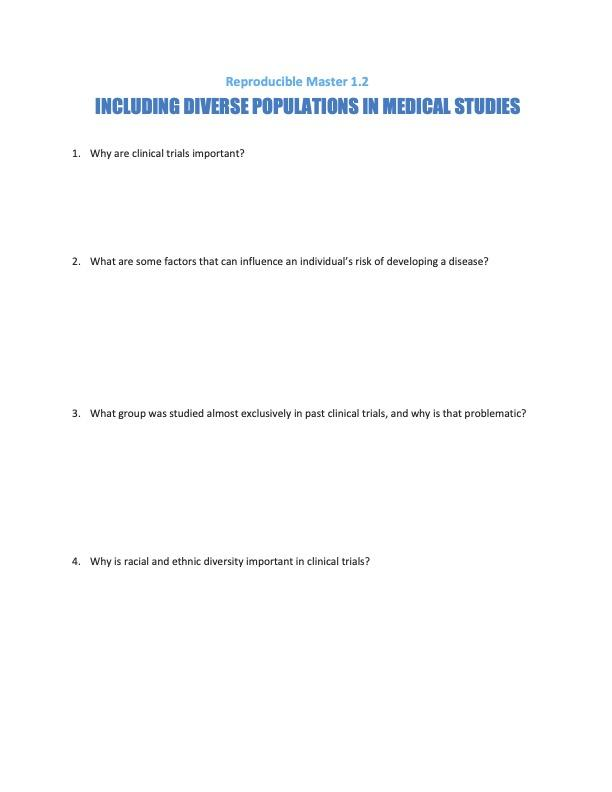 Reproducible Master 1.2
INCLUDING DIVERSE POPULATIONS IN MEDICAL STUDIES
1. Why are clinical trials important?
2. What are some factors that can influence an individual’s risk of developing a disease?
3. What group was studied almost exclusively in past clinical trials, and why is that problematic?
4. Why is racial and ethnic diversity important in clinical trials?